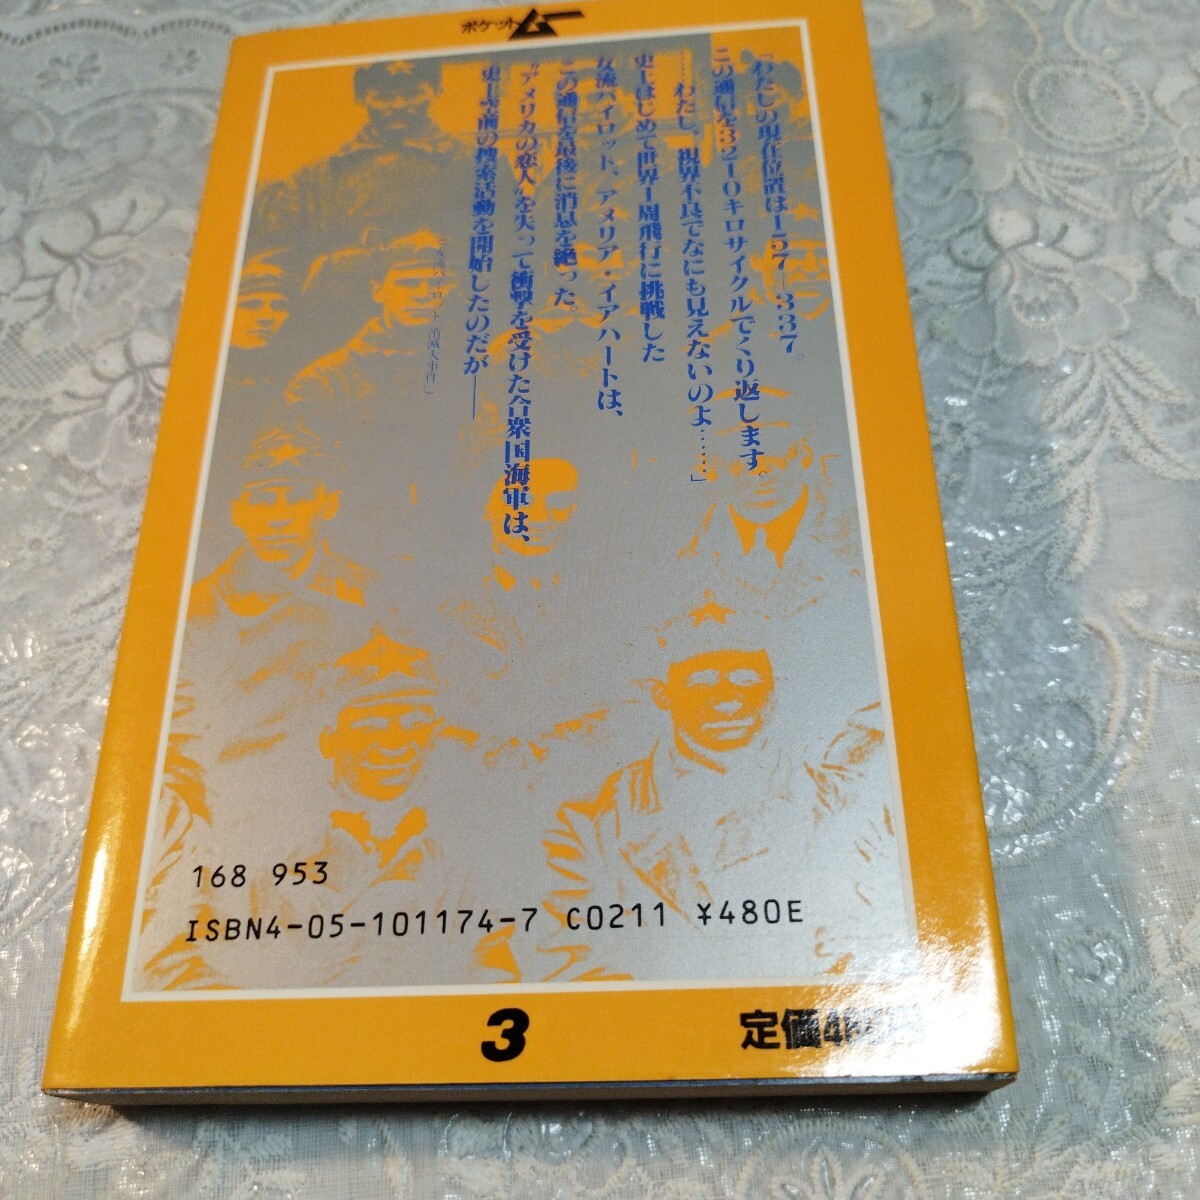 ポケットムー
「わたしの現在位置は157―337。
この通信を3210キロサイクルでくり返します。
……わたし、視界不良でなにも見えないのよ……」
史上はじめて世界1周飛行に挑戦した
女流パイロット、アメリア・イアハートは、
この通信を最後に消息を絶った。
“アメリカの恋人”を失って衝撃を受けた合衆国海軍は、
史上空前の捜索活動を開始したのだが――
168 953
ISBN4-05-101174-7 C0211 ¥480E
3
定価480円